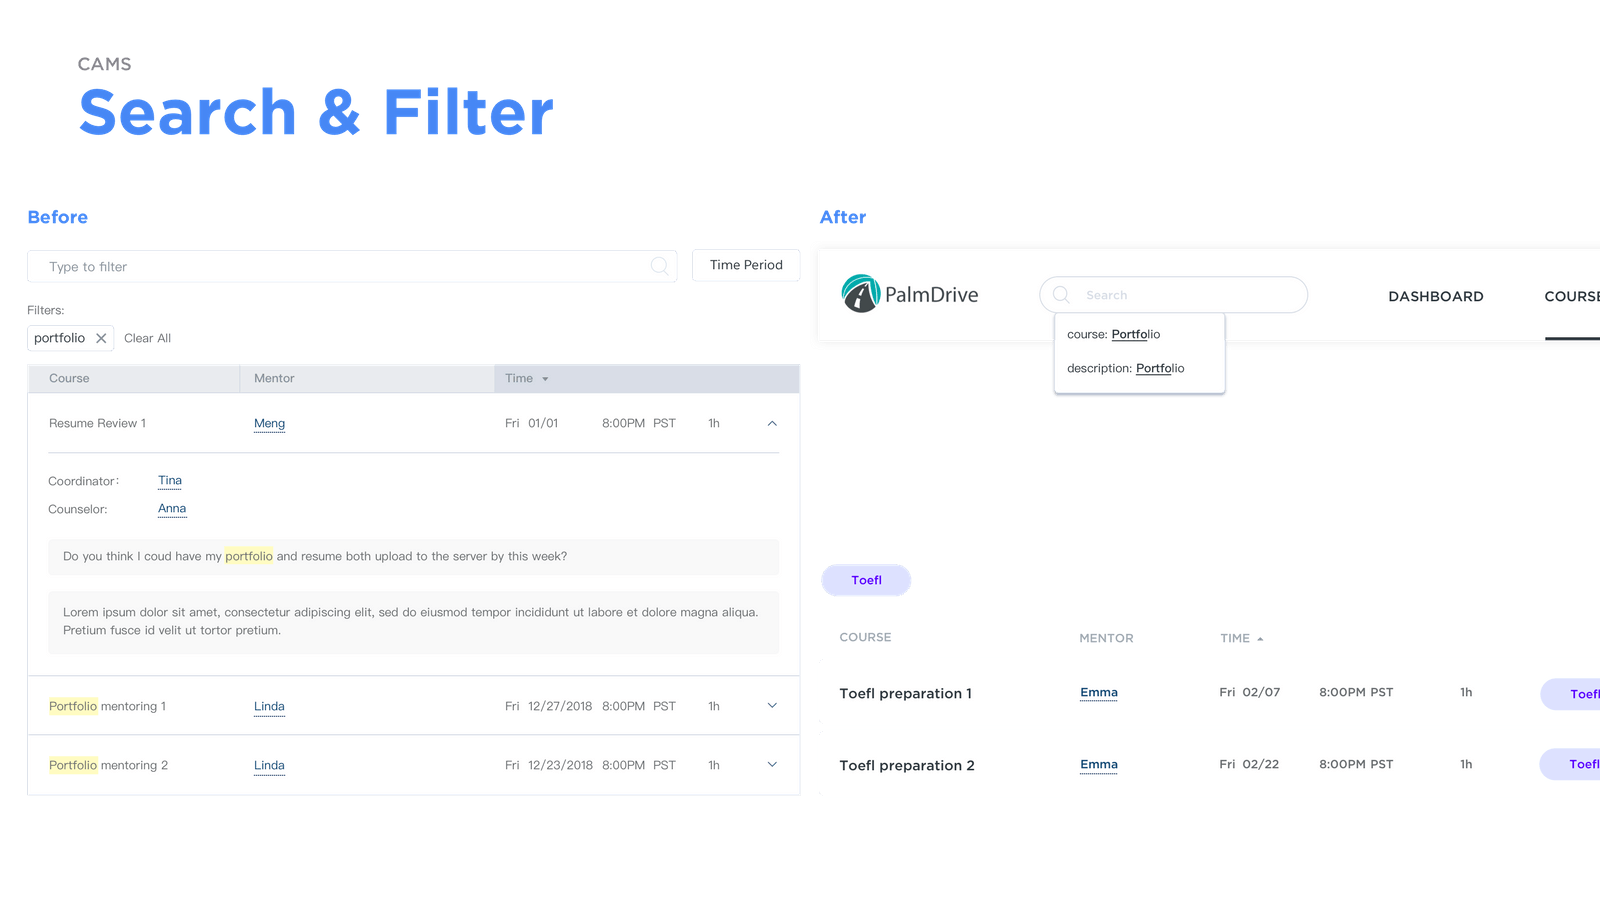 CAMS
Search & Filter
Before
Type to filter
Time Period
Filters:
portfolio
Clear All
Course Mentor Time
Resume Review 1 Meng Fri 01/01 8:00PM PST 1h
Coordinator: Tina
Counselor: Anna
Do you think I coud have my portfolio and resume both upload to the server by this week?
Lorem ipsum dolor sit amet, consectetur adipiscing elit, sed do eiusmod tempor incididunt ut labore et dolore magna aliqua.
Pretium fusce id velit ut tortor pretium.
Portfolio mentoring 1 Linda Fri 12/27/2018 8:00PM PST 1h
Portfolio mentoring 2 Linda Fri 12/23/2018 8:00PM PST 1h
After
PalmDrive
Search
DASHBOARD
COURSE
course: Portfolio
description: Portfolio
Toefl
COURSE MENTOR TIME
Toefl preparation 1 Emma Fri 02/07 8:00PM PST 1h Toefl
Toefl preparation 2 Emma Fri 02/22 8:00PM PST 1h Toefl